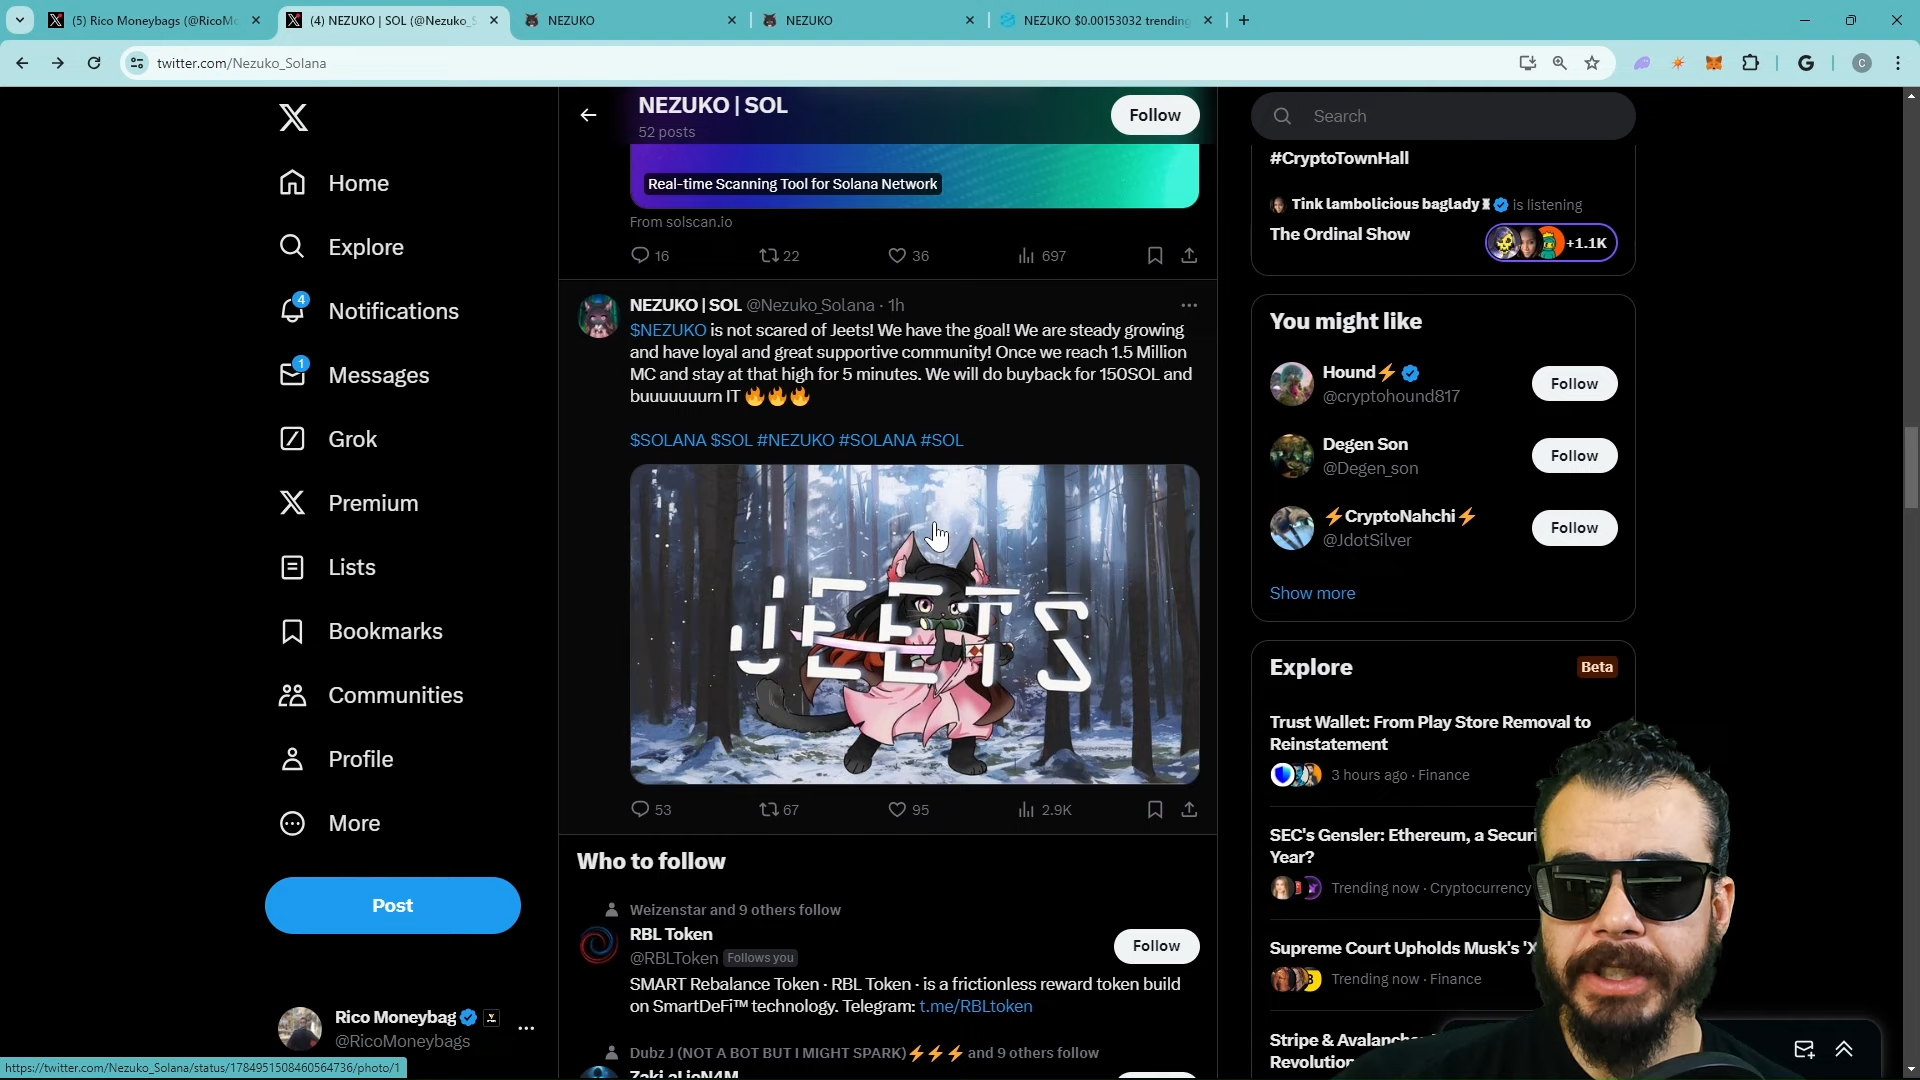 (5) Rico Moneybags (@RicoMo
(4) NEZUKO | SOL (@Nezuko_S
NEZUKO
NEZUKO
NEZUKO $0.00153032 trending
twitter.com/Nezuko_Solana
G
C
Home
Explore
4
Notifications
1
Messages
Grok
Premium
Lists
Bookmarks
Communities
Profile
More
Post
Rico Moneybag
@RicoMoneybags
https://twitter.com/Nezuko_Solana/status/1784951508460564736/photo/1
NEZUKO | SOL
52 posts
Follow
Real-time Scanning Tool for Solana Network
From solscan.io
16 22 36 697
NEZUKO | SOL @Nezuko_Solana · 1h
$NEZUKO is not scared of Jeets! We have the goal! We are steady growing
and have loyal and great supportive community! Once we reach 1.5 Million
MC and stay at that high for 5 minutes. We will do buyback for 150SOL and
buuuuuuurn IT 🔥🔥🔥
$SOLANA $SOL #NEZUKO #SOLANA #SOL
JEETS
53 67 95 2.9K
Who to follow
Weizenstar and 9 others follow
RBL Token
@RBLToken Follows you
Follow
SMART Rebalance Token · RBL Token · is a frictionless reward token build
on SmartDeFi™ technology. Telegram: t.me/RBLtoken
Dubz J (NOT A BOT BUT I MIGHT SPARK)⚡⚡⚡ and 9 others follow
Search
#CryptoTownHall
Tink lambolicious baglady is listening
The Ordinal Show
+1.1K
You might like
Hound⚡
@cryptohound817
Follow
Degen Son
@Degen_son
Follow
⚡CryptoNahchi⚡
@JdotSilver
Follow
Show more
Explore
Beta
Trust Wallet: From Play Store Removal to
Reinstatement
3 hours ago · Finance
SEC's Gensler: Ethereum, a Securi
Year?
Trending now · Cryptocurrency
Supreme Court Upholds Musk's 'X
Trending now · Finance
Stripe & Avalanche
Revolution